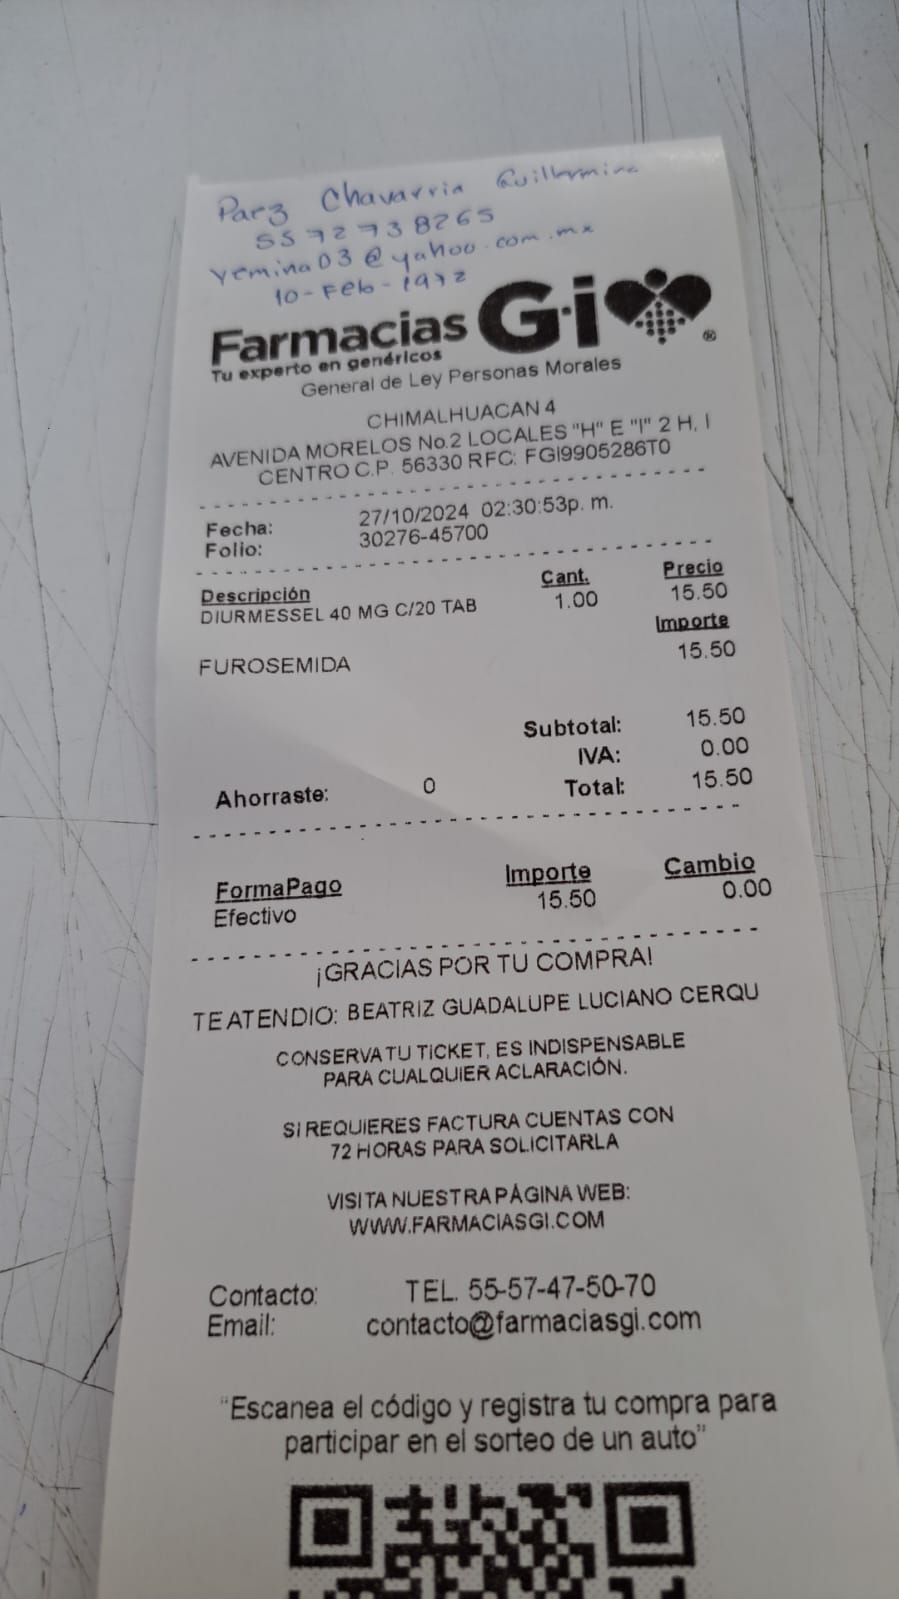 Parz Chavarria Guillermina
5572738265
Yemina03@yahoo.com.mx
10-Feb-1972
Farmacias G·i ®
Tu experto en genéricos
General de Ley Personas Morales
CHIMALHUACAN 4
AVENIDA MORELOS No.2 LOCALES "H" E "I" 2 H, I
CENTRO C.P. 56330 RFC: FGI9905286T0
Fecha: 27/10/2024 02:30:53p. m.
Folio: 30276-45700
Descripción Cant. Precio
DIURMESSEL 40 MG C/20 TAB 1.00 15.50
Importe
FUROSEMIDA 15.50
Subtotal: 15.50
IVA: 0.00
Ahorraste: 0 Total: 15.50
FormaPago Importe Cambio
Efectivo 15.50 0.00
¡GRACIAS POR TU COMPRA!
TE ATENDIO: BEATRIZ GUADALUPE LUCIANO CERQU
CONSERVA TU TICKET, ES INDISPENSABLE
PARA CUALQUIER ACLARACIÓN.
SI REQUIERES FACTURA CUENTAS CON
72 HORAS PARA SOLICITARLA
VISITA NUESTRA PÁGINA WEB:
WWW.FARMACIASGI.COM
Contacto: TEL. 55-57-47-50-70
Email: contacto@farmaciasgi.com
"Escanea el código y registra tu compra para
participar en el sorteo de un auto"